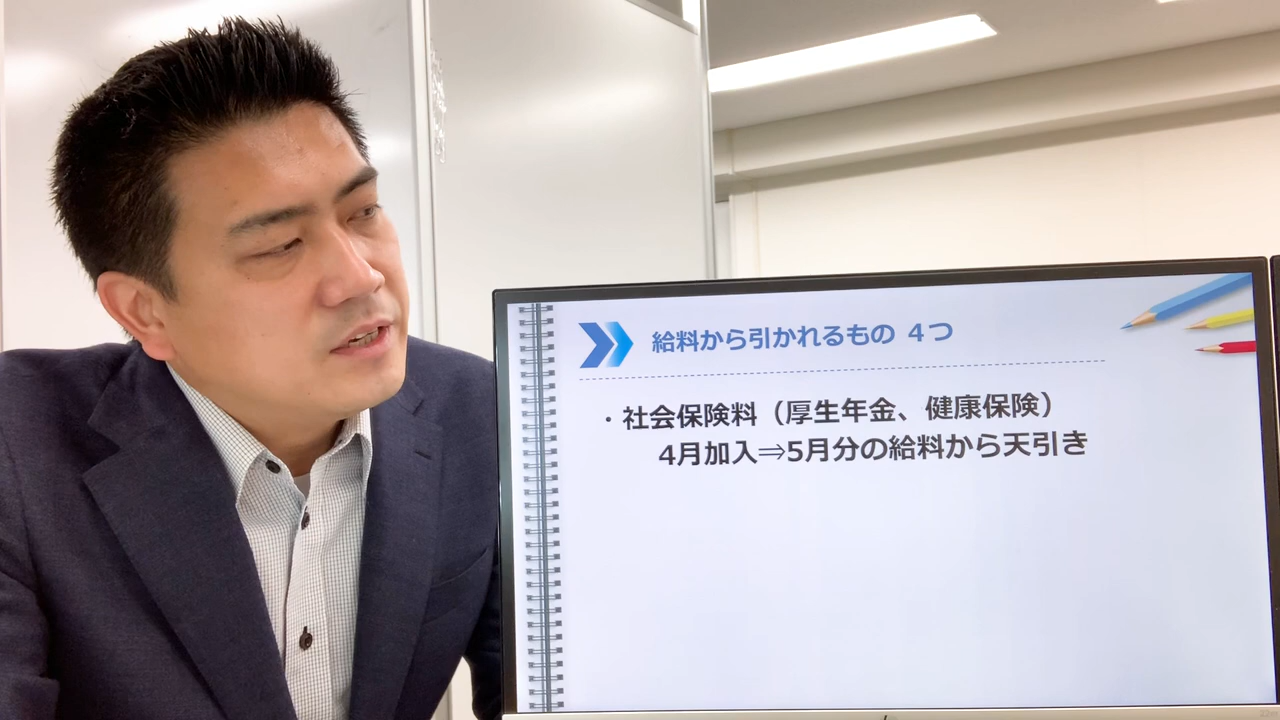 給料から引かれるもの 4つ
・社会保険料（厚生年金、健康保険）
4月加入⇒5月分の給料から天引き